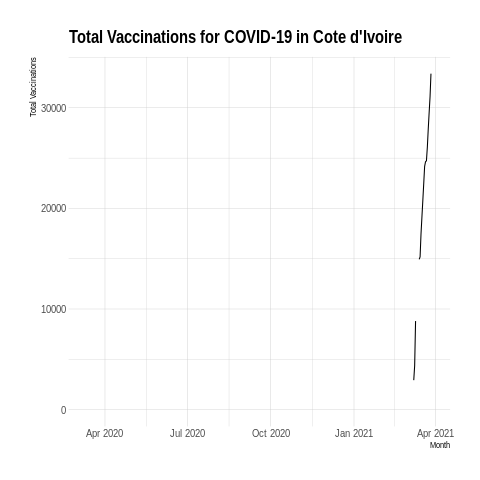 Total Vaccinations for COVID-19 in Cote d'Ivoire
Total Vaccinations
30000
20000
10000
0
Apr 2020 Jul 2020 Oct 2020 Jan 2021 Apr 2021
Month